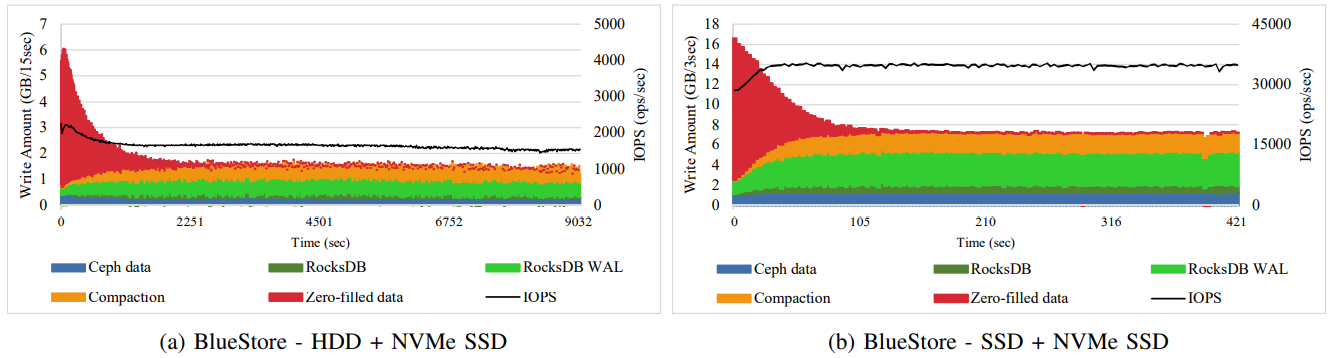 7
6
5
4
3
2
1
0
Write Amount (GB/15sec)
5000
4000
3000
2000
1000
0
IOPS (ops/sec)
0 2251 4501 6752 9032
Time (sec)
Ceph data RocksDB RocksDB WAL
Compaction Zero-filled data IOPS
(a) BlueStore - HDD + NVMe SSD
18
16
14
12
10
8
6
4
2
0
Write Amount (GB/3sec)
45000
30000
15000
0
IOPS (ops/sec)
0 105 210 316 421
Time (sec)
Ceph data RocksDB RocksDB WAL
Compaction Zero-filled data IOPS
(b) BlueStore - SSD + NVMe SSD